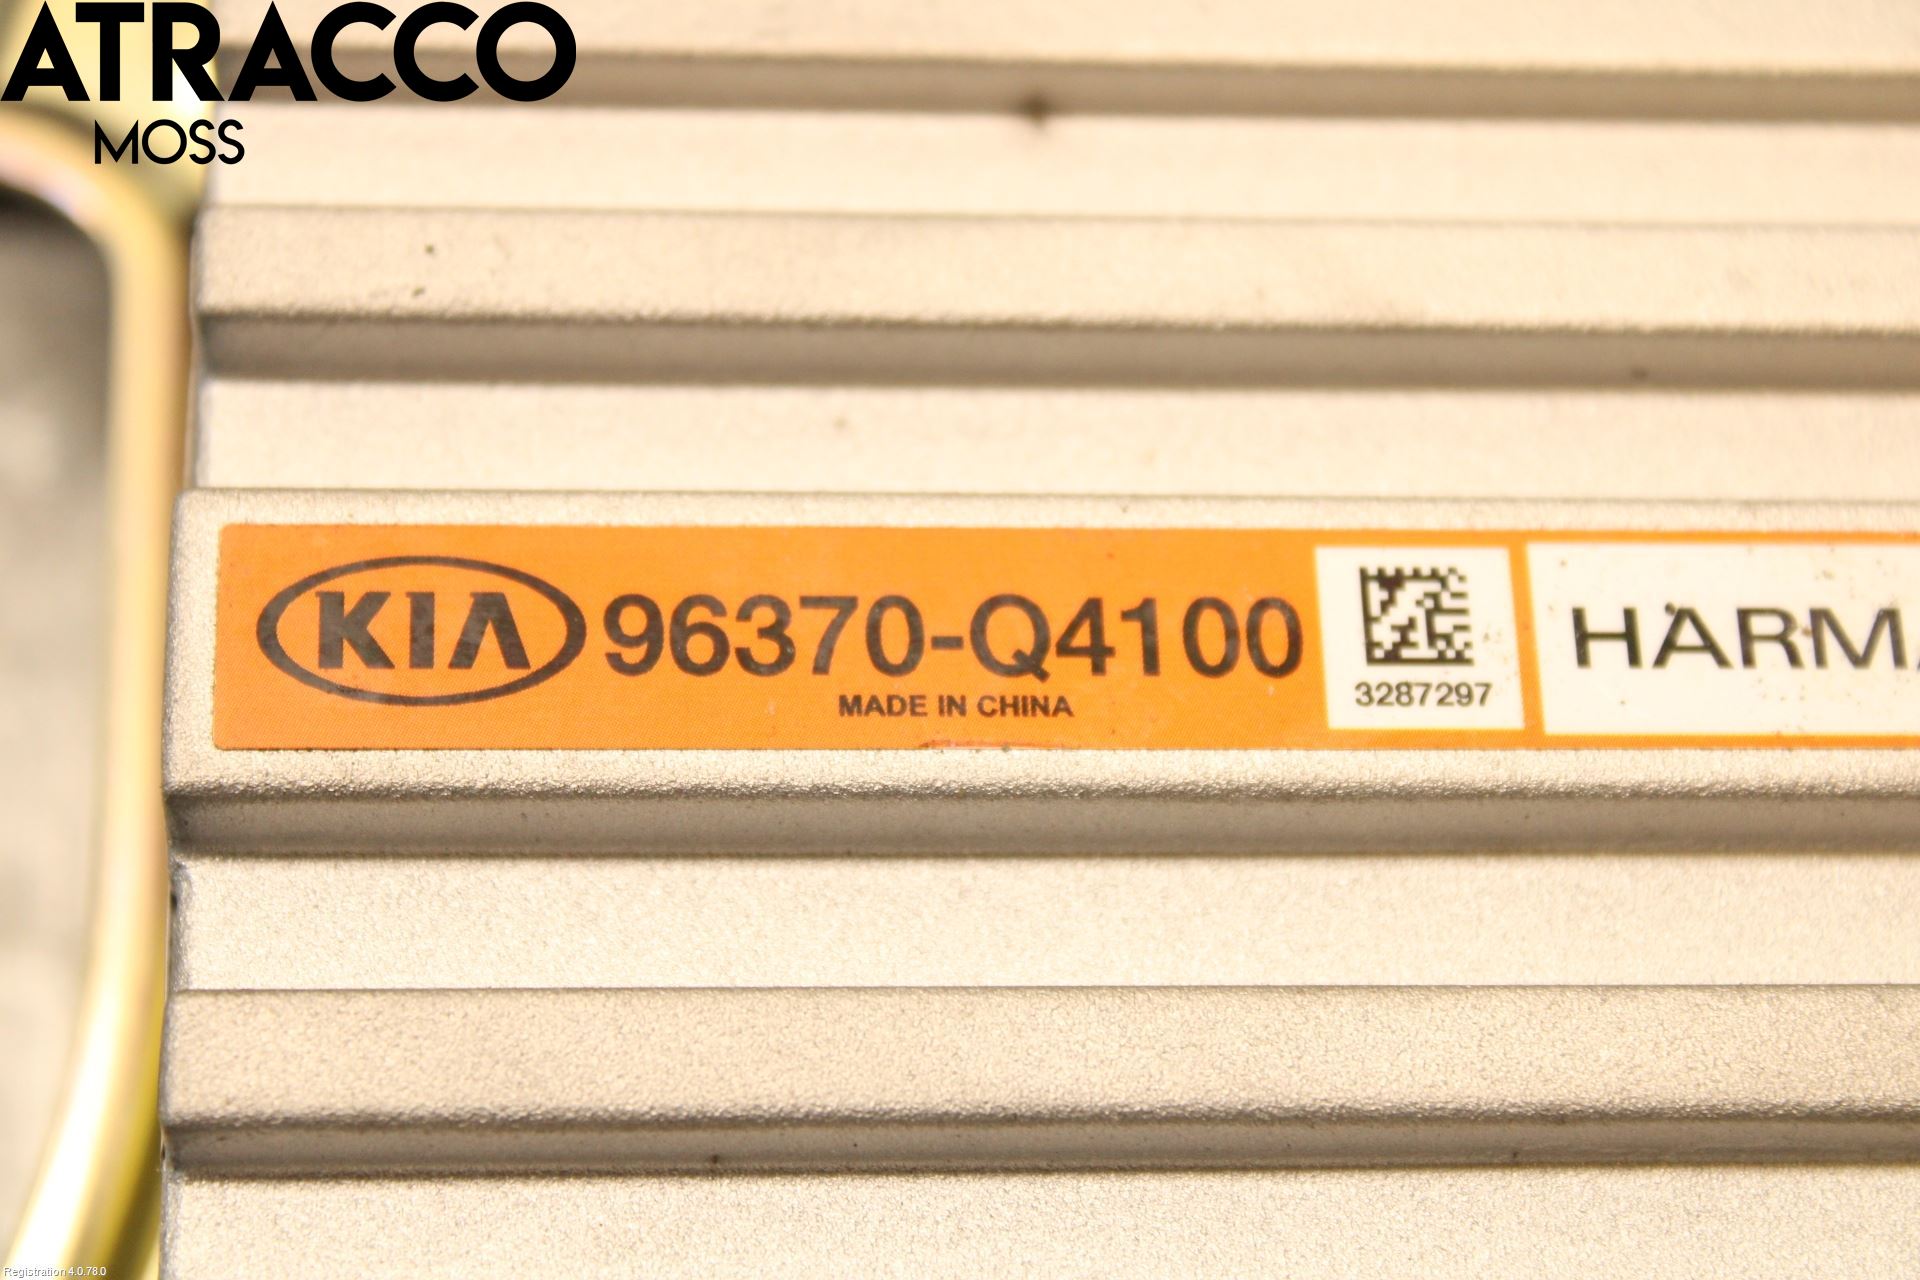 ATRACCO
MOSS
KIA 96370-Q4100
MADE IN CHINA
3287297
HARM
Registration 4.0.78.0